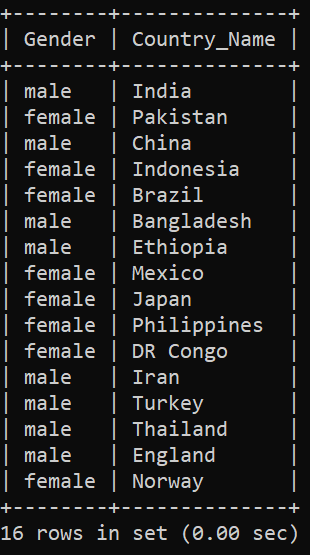 +--------+--------------+
| Gender | Country_Name |
+--------+--------------+
| male   | India        |
| female | Pakistan     |
| male   | China        |
| female | Indonesia    |
| female | Brazil       |
| male   | Bangladesh   |
| male   | Ethiopia     |
| female | Mexico       |
| female | Japan        |
| female | Philippines  |
| female | DR Congo     |
| male   | Iran         |
| male   | Turkey       |
| male   | Thailand     |
| male   | England      |
| female | Norway       |
+--------+--------------+
16 rows in set (0.00 sec)